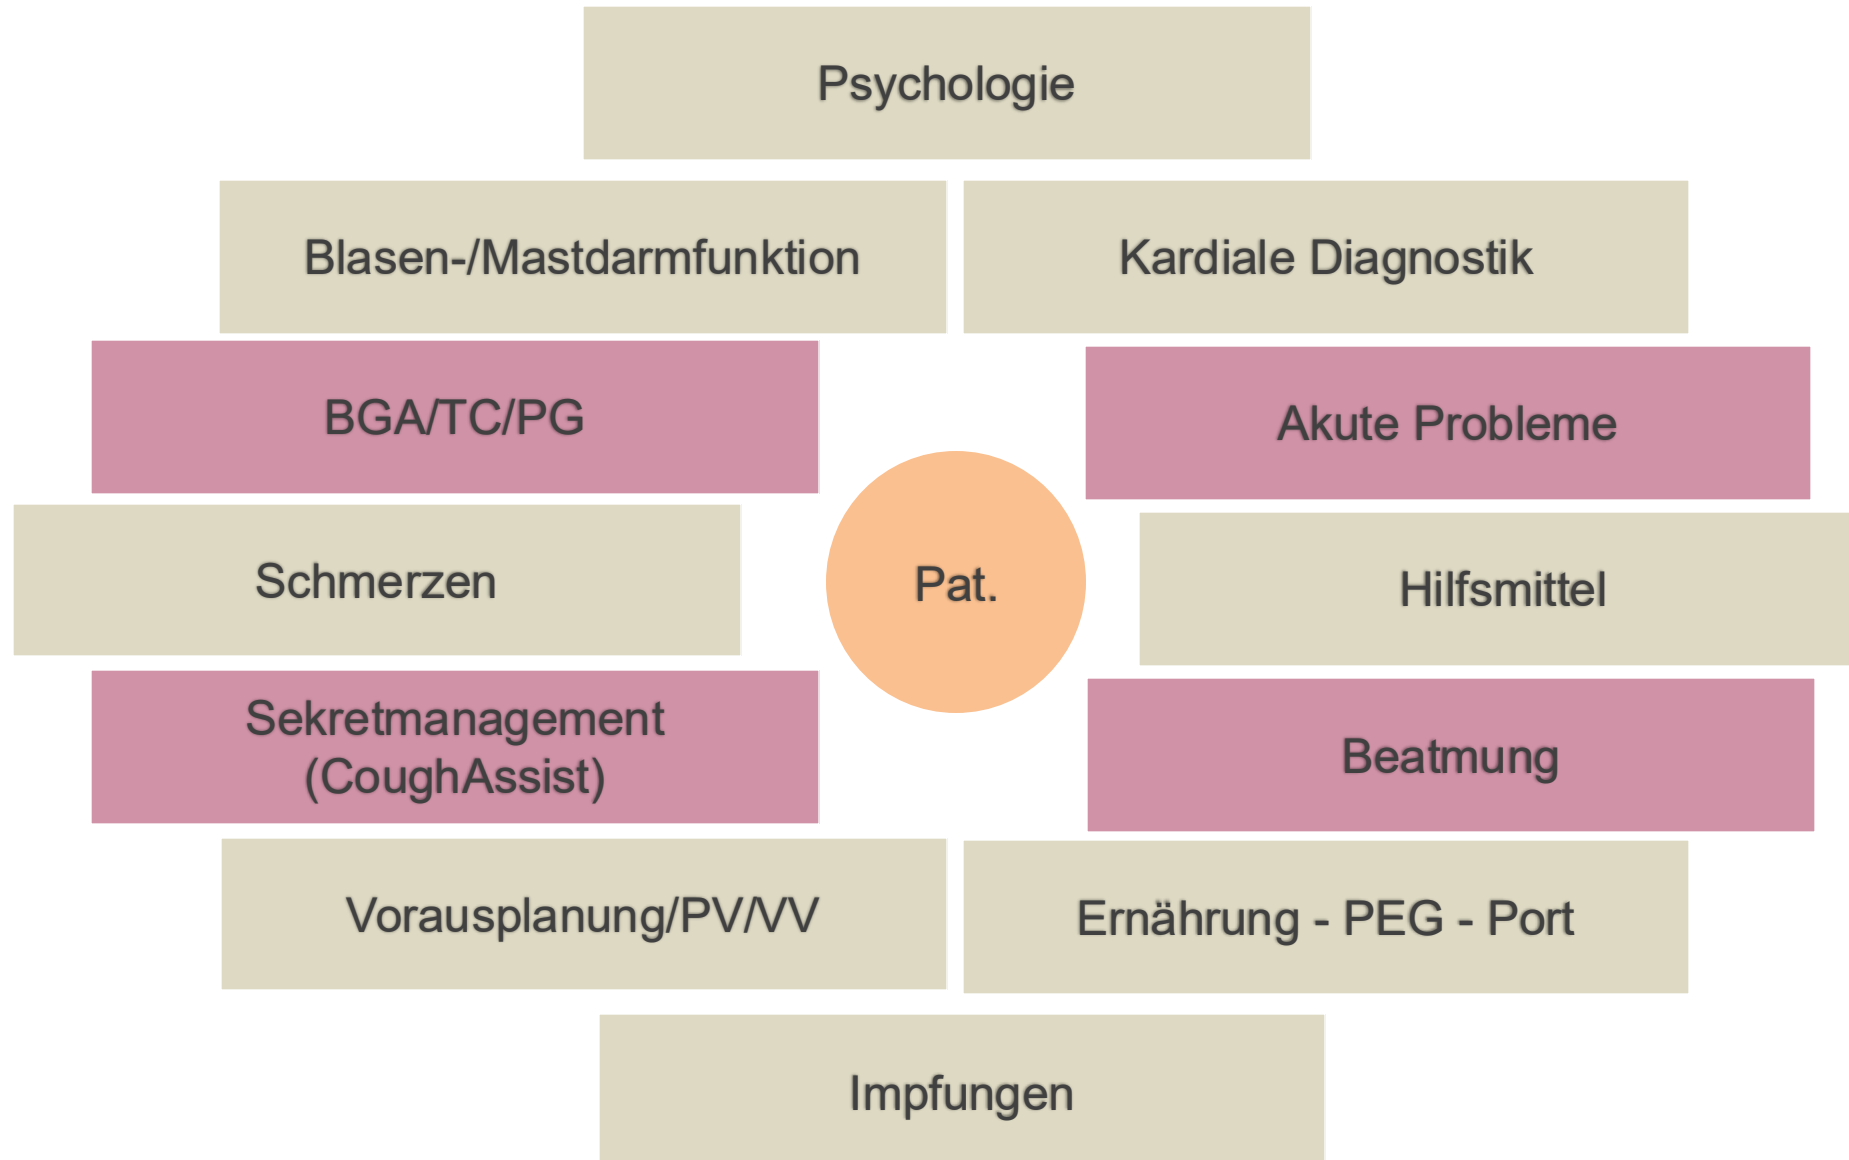 Psychologie
Blasen-/Mastdarmfunktion
Kardiale Diagnostik
BGA/TC/PG
Akute Probleme
Schmerzen
Pat.
Hilfsmittel
Sekretmanagement
(CoughAssist)
Beatmung
Vorausplanung/PV/VV
Ernährung - PEG - Port
Impfungen